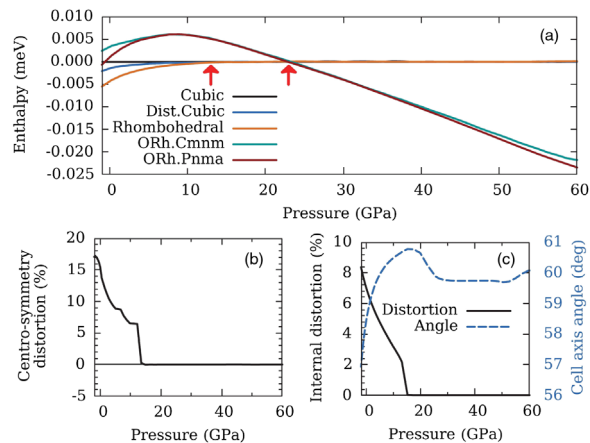 0.010
0.005
0.000
-0.005
-0.010
-0.015
-0.020
-0.025
Enthalpy (meV)
(a)
Cubic
Dist.Cubic
Rhombohedral
ORh.Cmnm
ORh.Pnma
0 10 20 30 40 50 60
Pressure (GPa)
20
15
10
5
0
-5
Centro-symmetry
distortion (%)
(b)
0 20 40 60
Pressure (GPa)
10
8
6
4
2
0
Internal distortion (%)
(c)
Distortion
Angle
61
60
59
58
57
56
Cell axis angle (deg)
0 20 40 60
Pressure (GPa)